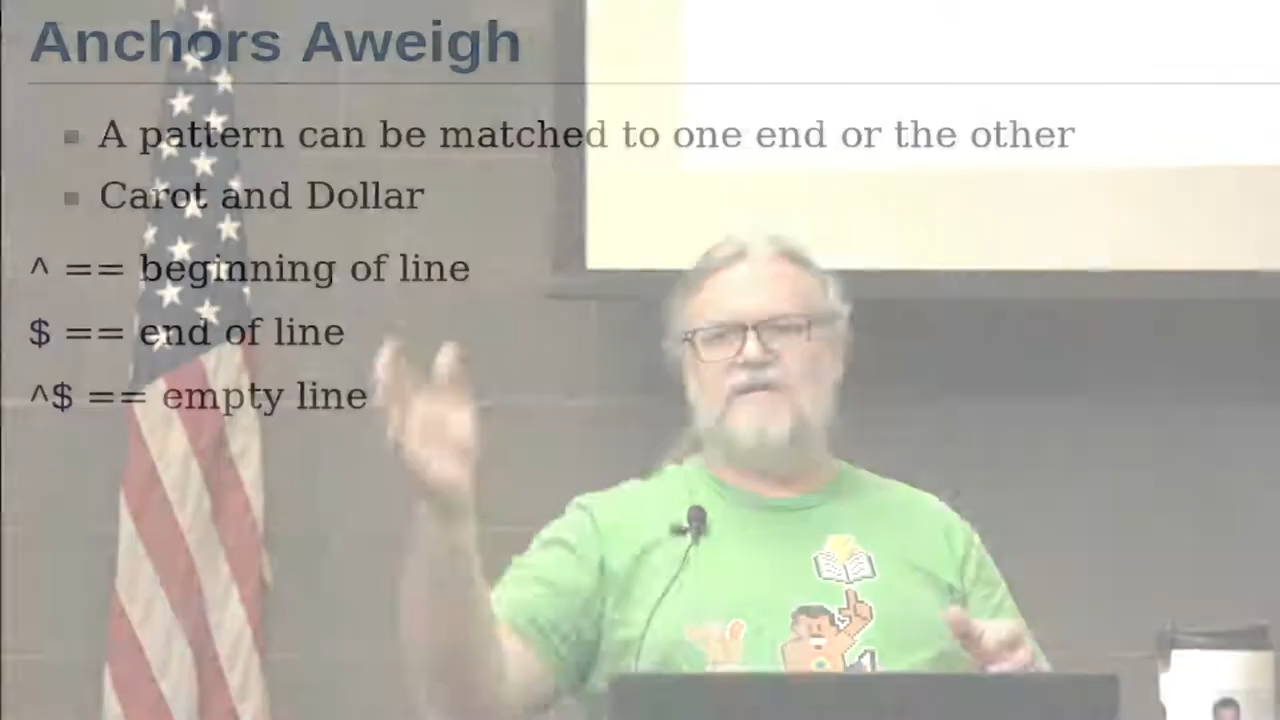 Anchors Aweigh
A pattern can be matched to one end or the other
Carot and Dollar
^ == beginning of line
$ == end of line
^$ == empty line